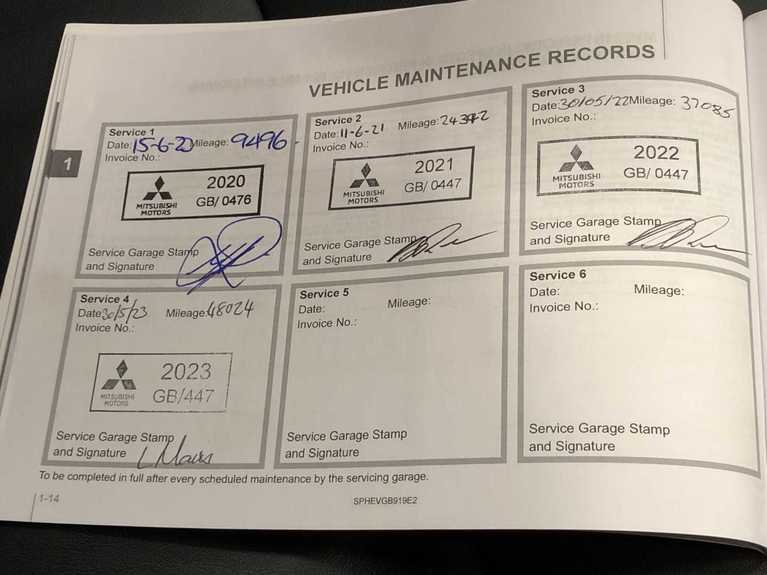 VEHICLE MAINTENANCE RECORDS
1
Service 1
Date: 15-6-20 Mileage: 9496
Invoice No.:
MITSUBISHI
MOTORS
2020
GB/ 0476
Service Garage Stamp
and Signature
Service 2
Date: 11-6-21 Mileage: 24372
Invoice No.:
MITSUBISHI
MOTORS
2021
GB/ 0447
Service Garage Stamp
and Signature
Service 3
Date: 30/05/22 Mileage: 37085
Invoice No.:
MITSUBISHI
MOTORS
2022
GB/ 0447
Service Garage Stamp
and Signature
Service 4
Date: 30/5/23 Mileage: 48024
Invoice No.:
MITSUBISHI
MOTORS
2023
GB/447
Service Garage Stamp
and Signature
Service 5
Date: Mileage:
Invoice No.:
Service Garage Stamp
and Signature
Service 6
Date: Mileage:
Invoice No.:
Service Garage Stamp
and Signature
To be completed in full after every scheduled maintenance by the servicing garage.
1-14
SPHEVGB919E2